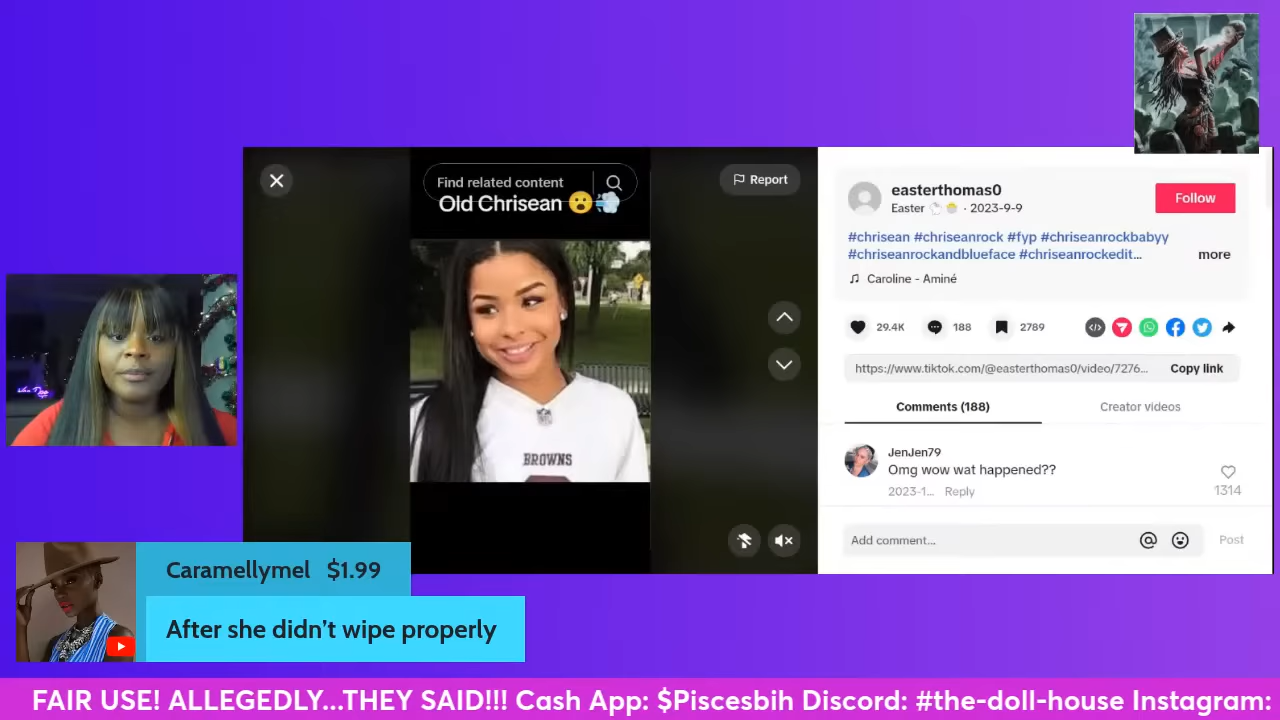 Find related content
Old Chrisean 😮💨
Report
BROWNS
easterthomas0
Easter 🐑 🐣 · 2023-9-9
Follow
#chrisean #chriseanrock #fyp #chriseanrockbabyy
#chriseanrockandblueface #chriseanrockedit...
more
Caroline - Aminé
29.4K
188
2789
https://www.tiktok.com/@easterthomas0/video/7276...
Copy link
Comments (188)
Creator videos
JenJen79
Omg wow wat happened??
2023-1... Reply
1314
Add comment...
Post
Caramellymel $1.99
After she didn't wipe properly
FAIR USE! ALLEGEDLY...THEY SAID!!! Cash App: $Piscesbih Discord: #the-doll-house Instagram: